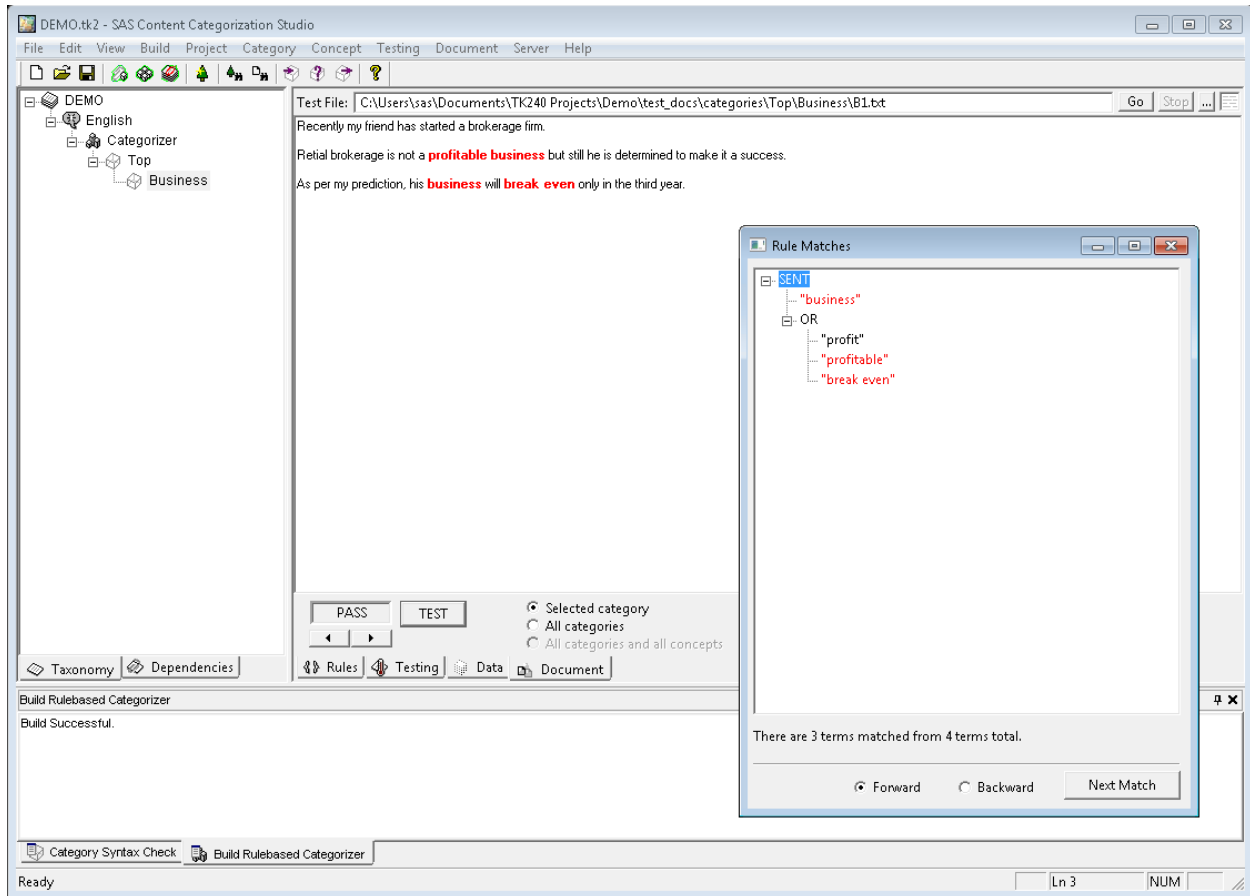 DEMO.tk2 - SAS Content Categorization Studio
File Edit View Build Project Category Concept Testing Document Server Help
DEMO
English
Categorizer
Top
Business
Test File: C:\Users\sas\Documents\TK240 Projects\Demo\test_docs\categories\Top\Business\B1.txt Go Stop ...
Recently my friend has started a brokerage firm.
Retial brokerage is not a profitable business but still he is determined to make it a success.
As per my prediction, his business will break even only in the third year.
Rule Matches
SENT
"business"
OR
"profit"
"profitable"
"break even"
There are 3 terms matched from 4 terms total.
Forward Backward Next Match
PASS TEST
Selected category
All categories
All categories and all concepts
Taxonomy Dependencies
Rules Testing Data Document
Build Rulebased Categorizer
Build Successful.
Category Syntax Check Build Rulebased Categorizer
Ready Ln 3 NUM